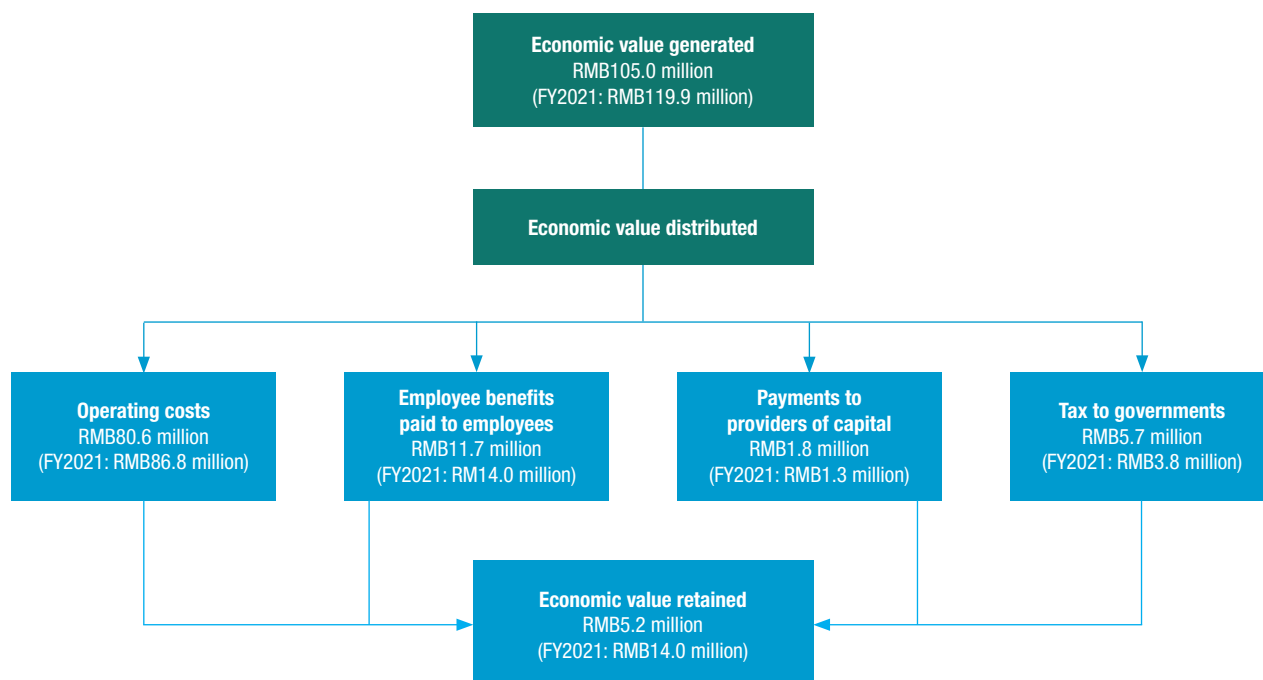 Economic value generated
RMB105.0 million
(FY2021: RMB119.9 million)
Economic value distributed
Operating costs
RMB80.6 million
(FY2021: RMB86.8 million)
Employee benefits
paid to employees
RMB11.7 million
(FY2021: RM14.0 million)
Payments to
providers of capital
RMB1.8 million
(FY2021: RMB1.3 million)
Tax to governments
RMB5.7 million
(FY2021: RMB3.8 million)
Economic value retained
RMB5.2 million
(FY2021: RMB14.0 million)